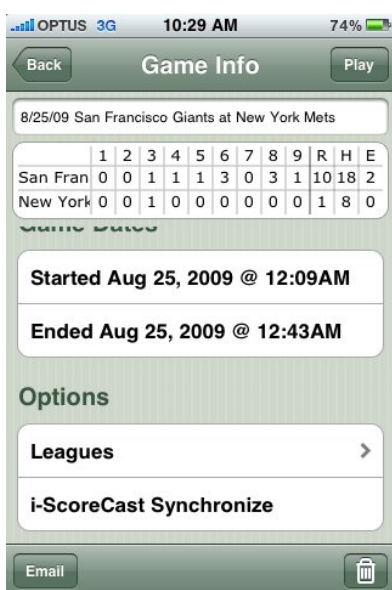 OPTUS 3G 10:29 AM 74%
Back Game Info Play
8/25/09 San Francisco Giants at New York Mets
1 2 3 4 5 6 7 8 9 R H E
San Fran 0 0 1 1 1 3 0 3 1 10 18 2
New York 0 0 1 0 0 0 0 0 0 1 8 0
Game Dates
Started Aug 25, 2009 @ 12:09AM
Ended Aug 25, 2009 @ 12:43AM
Options
Leagues
i-ScoreCast Synchronize
Email